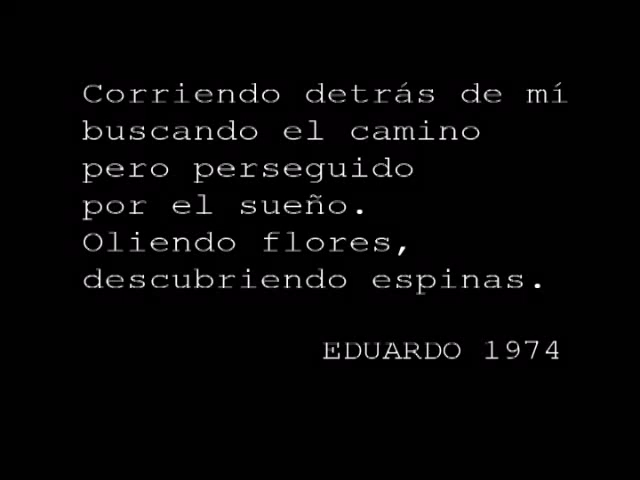 Corriendo detrás de mí
buscando el camino
pero perseguido
por el sueño.
Oliendo flores,
descubriendo espinas.
EDUARDO 1974